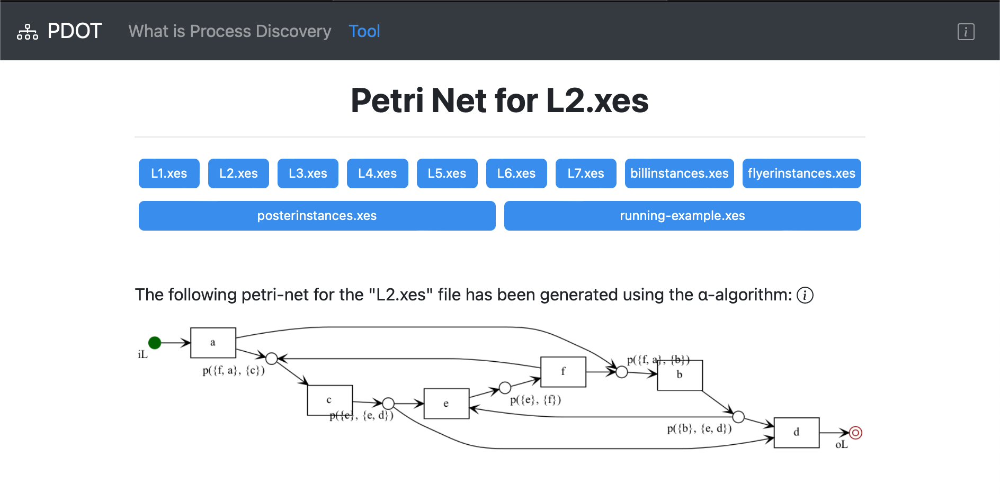 PDOT What is Process Discovery Tool i
Petri Net for L2.xes
L1.xes L2.xes L3.xes L4.xes L5.xes L6.xes L7.xes billinstances.xes flyerinstances.xes
posterinstances.xes running-example.xes
The following petri-net for the "L2.xes" file has been generated using the α-algorithm: i
iL
a
p({f, a}, {c})
c
p({c}, {e, d})
e
p({e}, {f})
f
p({f, a}, {b})
b
p({b}, {e, d})
d
oL